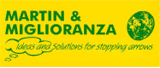 MARTIN &
MIGLIORANZA
Ideas and Solutions for stopping arrows